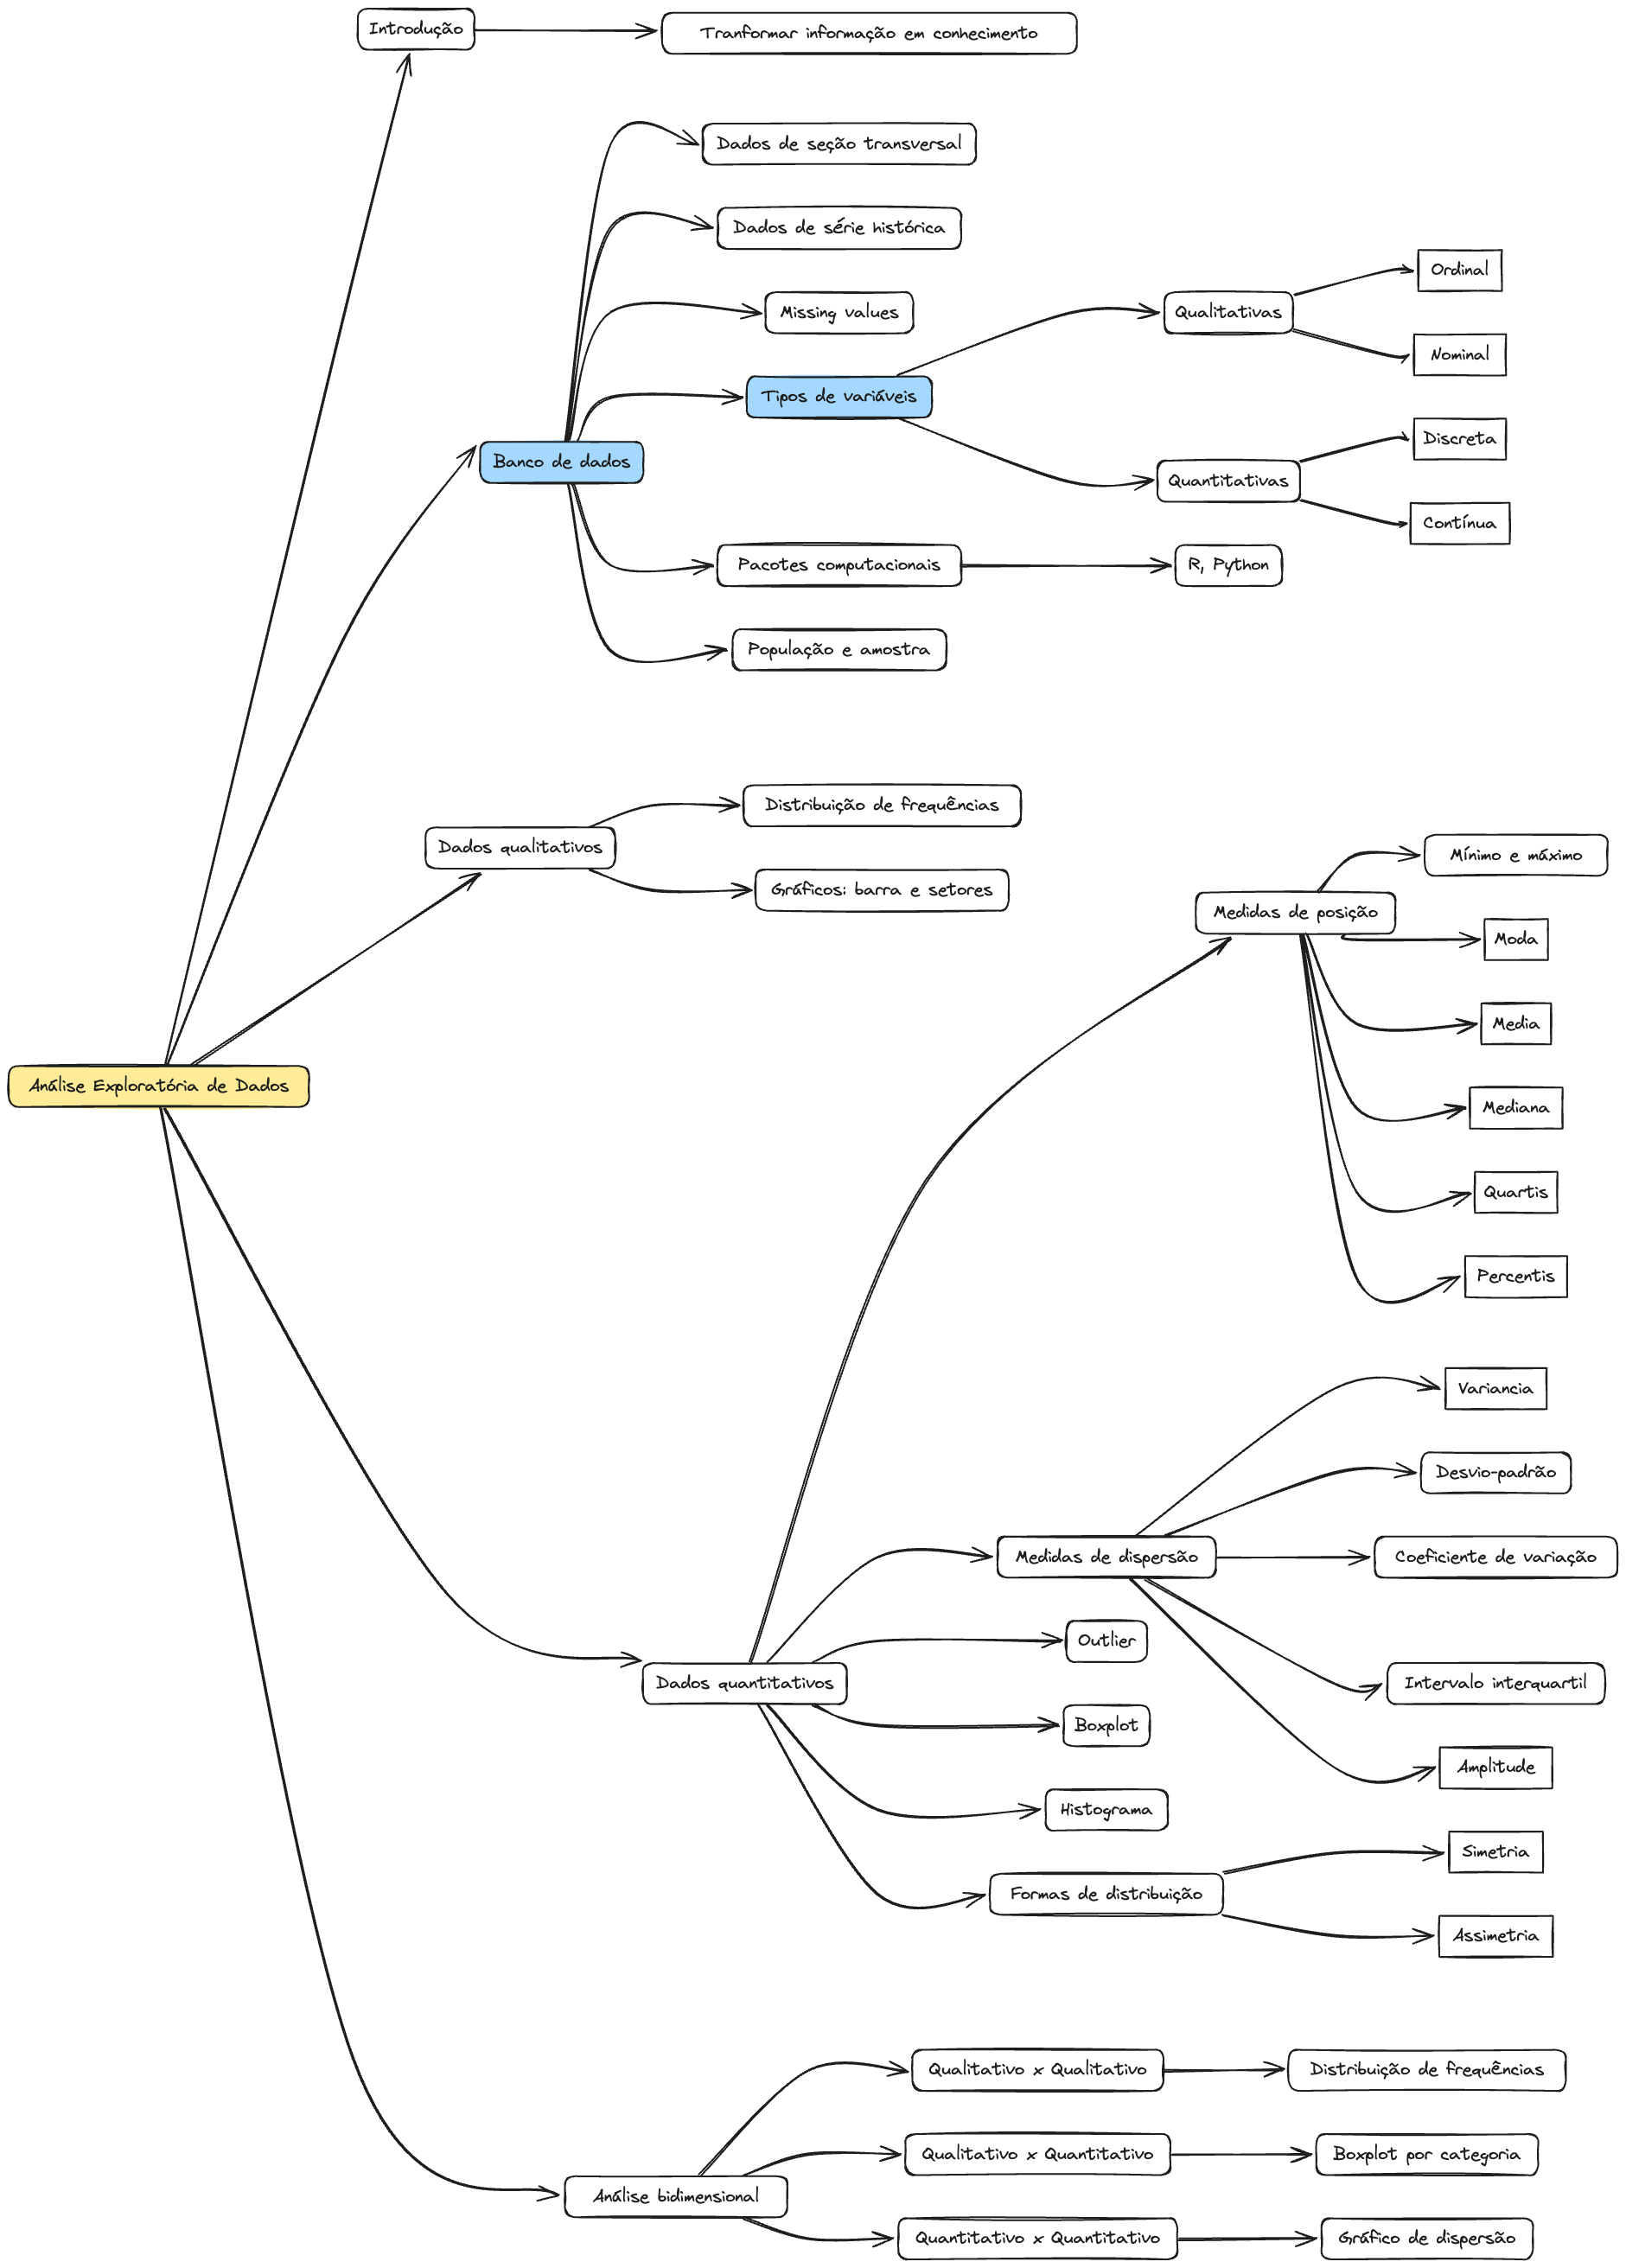 Introdução
Tranformar informação em conhecimento
Dados de seção transversal
Dados de série histórica
Missing values
Tipos de variáveis
Qualitativas
Ordinal
Nominal
Quantitativas
Discreta
Contínua
Banco de dados
Pacotes computacionais
R, Python
População e amostra
Dados qualitativos
Distribuição de frequências
Gráficos: barra e setores
Análise Exploratória de Dados
Medidas de posição
Mínimo e máximo
Moda
Media
Mediana
Quartis
Percentis
Dados quantitativos
Medidas de dispersão
Variancia
Desvio-padrão
Coeficiente de variação
Intervalo interquartil
Amplitude
Outlier
Boxplot
Histograma
Formas de distribuição
Simetria
Assimetria
Análise bidimensional
Qualitativo x Qualitativo
Distribuição de frequências
Qualitativo x Quantitativo
Boxplot por categoria
Quantitativo x Quantitativo
Gráfico de dispersão